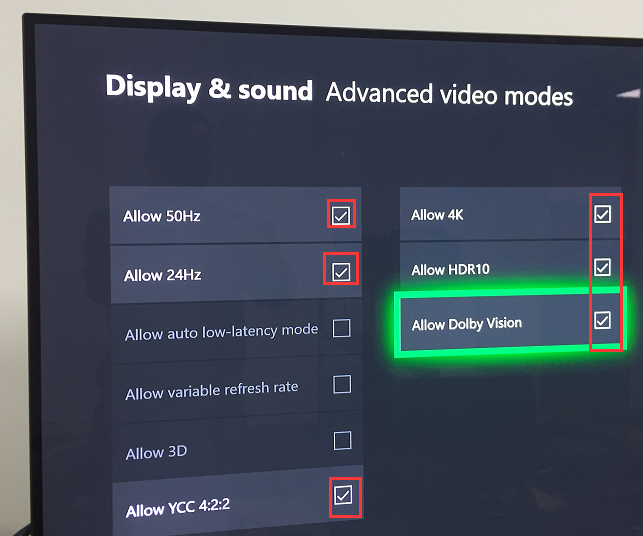 Display & sound Advanced video modes
Allow 50Hz
Allow 24Hz
Allow auto low-latency mode
Allow variable refresh rate
Allow 3D
Allow YCC 4:2:2
Allow 4K
Allow HDR10
Allow Dolby Vision